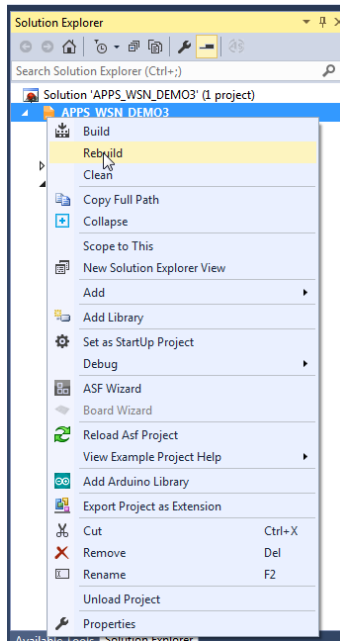 Solution Explorer
Search Solution Explorer (Ctrl+;)
Solution 'APPS_WSN_DEMO3' (1 project)
APPS_WSN_DEMO3
Build
Rebuild
Clean
Copy Full Path
Collapse
Scope to This
New Solution Explorer View
Add
Add Library
Set as StartUp Project
Debug
ASF Wizard
Board Wizard
Reload Asf Project
View Example Project Help
Add Arduino Library
Export Project as Extension
Cut Ctrl+X
Remove Del
Rename F2
Unload Project
Properties
Available Tools Solution Explorer